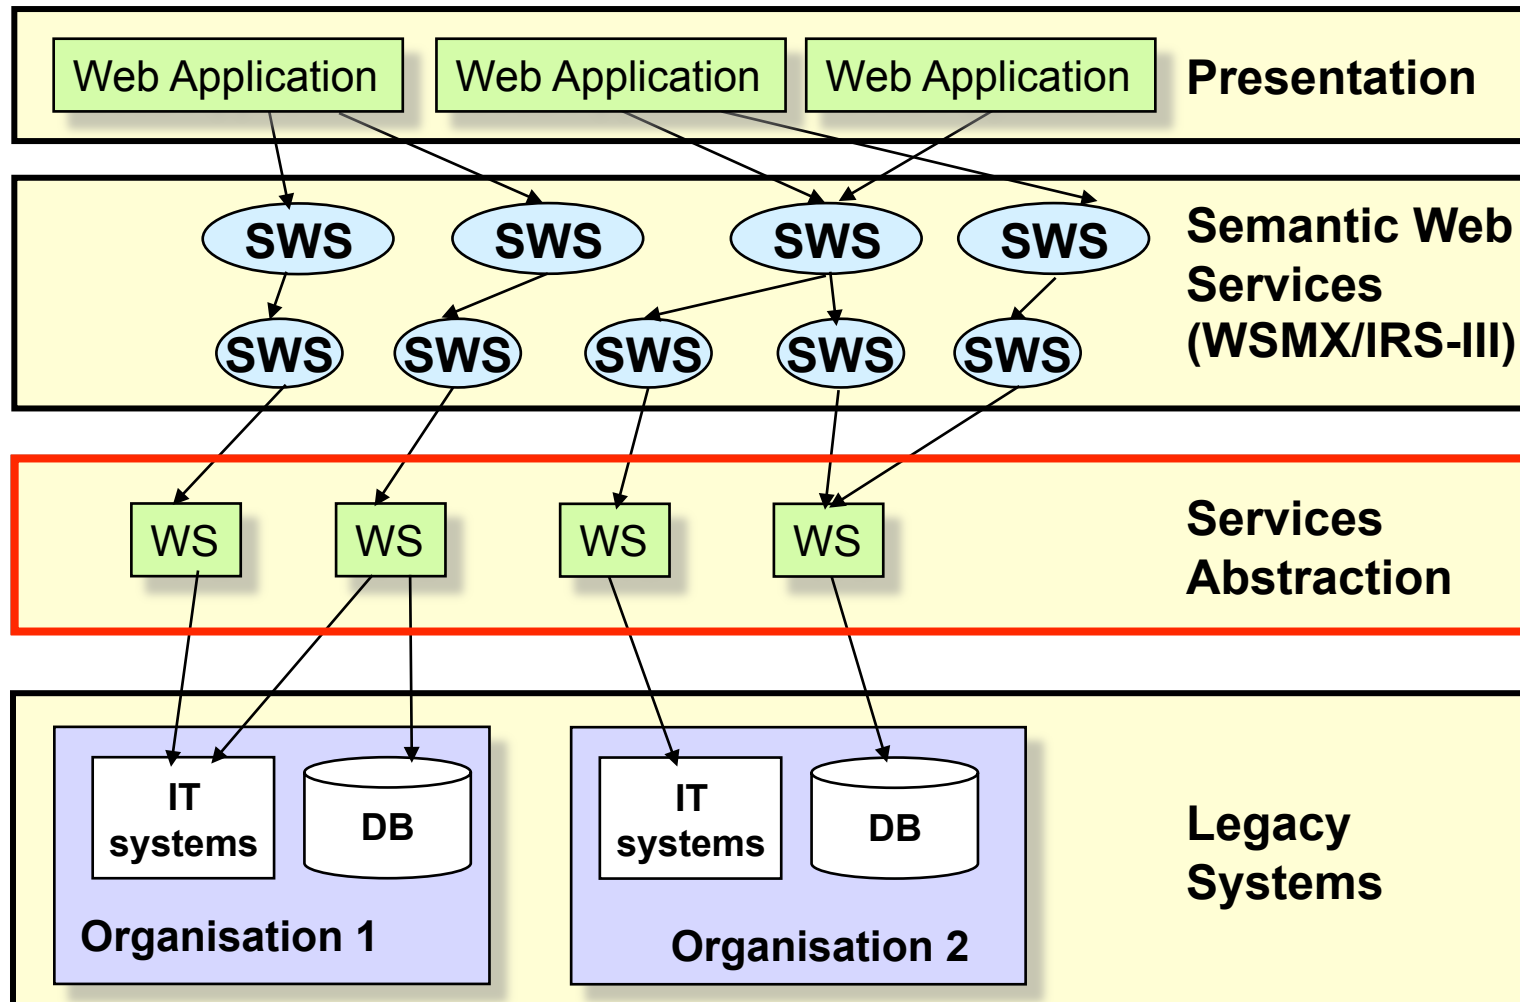 Web Application
Web Application
Web Application
Presentation
SWS
SWS
SWS
SWS
Semantic Web
Services
(WSMX/IRS-III)
SWS
SWS
SWS
SWS
SWS
WS
WS
WS
WS
Services
Abstraction
IT
systems
DB
Organisation 1
IT
systems
DB
Organisation 2
Legacy
Systems